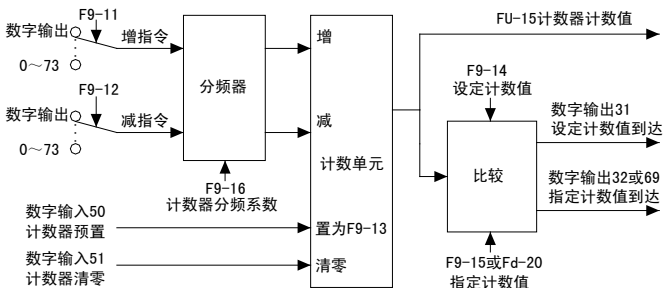 F9-11
数字输出
增指令
0～73
F9-12
数字输出
减指令
0～73
分频器
F9-16
计数器分频系数
数字输入50
计数器预置
数字输入51
计数器清零
增
减
计数单元
置为F9-13
清零
FU-15计数器计数值
F9-14
设定计数值
比较
数字输出31
设定计数值到达
数字输出32或69
指定计数值到达
F9-15或Fd-20
指定计数值